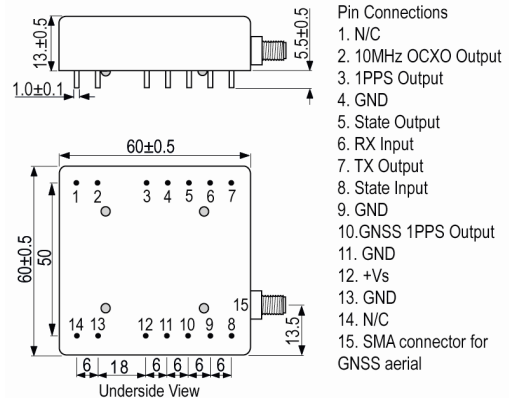 13.±0.5
5.5±0.5
1.0±0.1
60±0.5
60±0.5
50
1 2 3 4 5 6 7
15
14 13 12 11 10 9 8
13.5
6 18 6 6 6 6
Underside View
Pin Connections
1. N/C
2. 10MHz OCXO Output
3. 1PPS Output
4. GND
5. State Output
6. RX Input
7. TX Output
8. State Input
9. GND
10.GNSS 1PPS Output
11. GND
12. +Vs
13. GND
14. N/C
15. SMA connector for
GNSS aerial